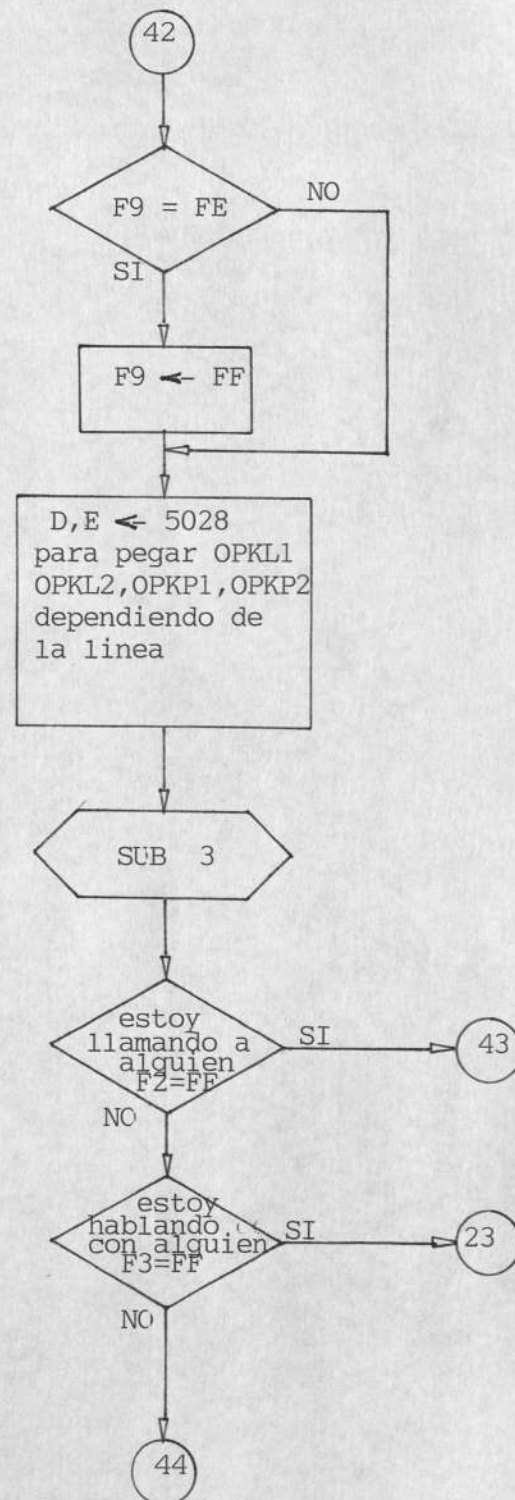 42
F9 = FE
NO
SI
F9 ← FF
D,E ← 5028
para pegar OPKL1
OPKL2,OPKP1,OPKP2
dependiendo de
la linea
SUB 3
estoy
llamando a
alguien
F2=FF
SI
43
NO
estoy
hablando
con alguien
F3=FF
SI
23
NO
44